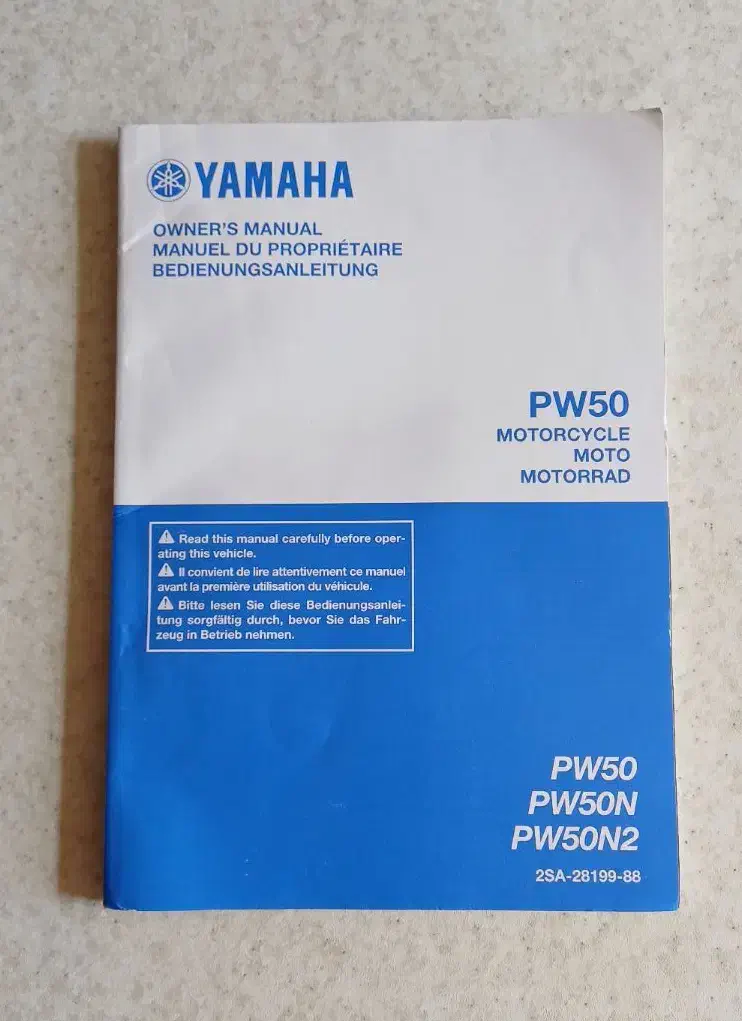 YAMAHA
OWNER'S MANUAL
MANUEL DU PROPRIÉTAIRE
BEDIENUNGSANLEITUNG
PW50
MOTORCYCLE
MOTO
MOTORRAD
⚠ Read this manual carefully before oper-
ating this vehicle.
⚠ Il convient de lire attentivement ce manuel
avant la première utilisation du véhicule.
⚠ Bitte lesen Sie diese Bedienungsanlei-
tung sorgfältig durch, bevor Sie das Fahr-
zeug in Betrieb nehmen.
PW50
PW50N
PW50N2
2SA-28199-88